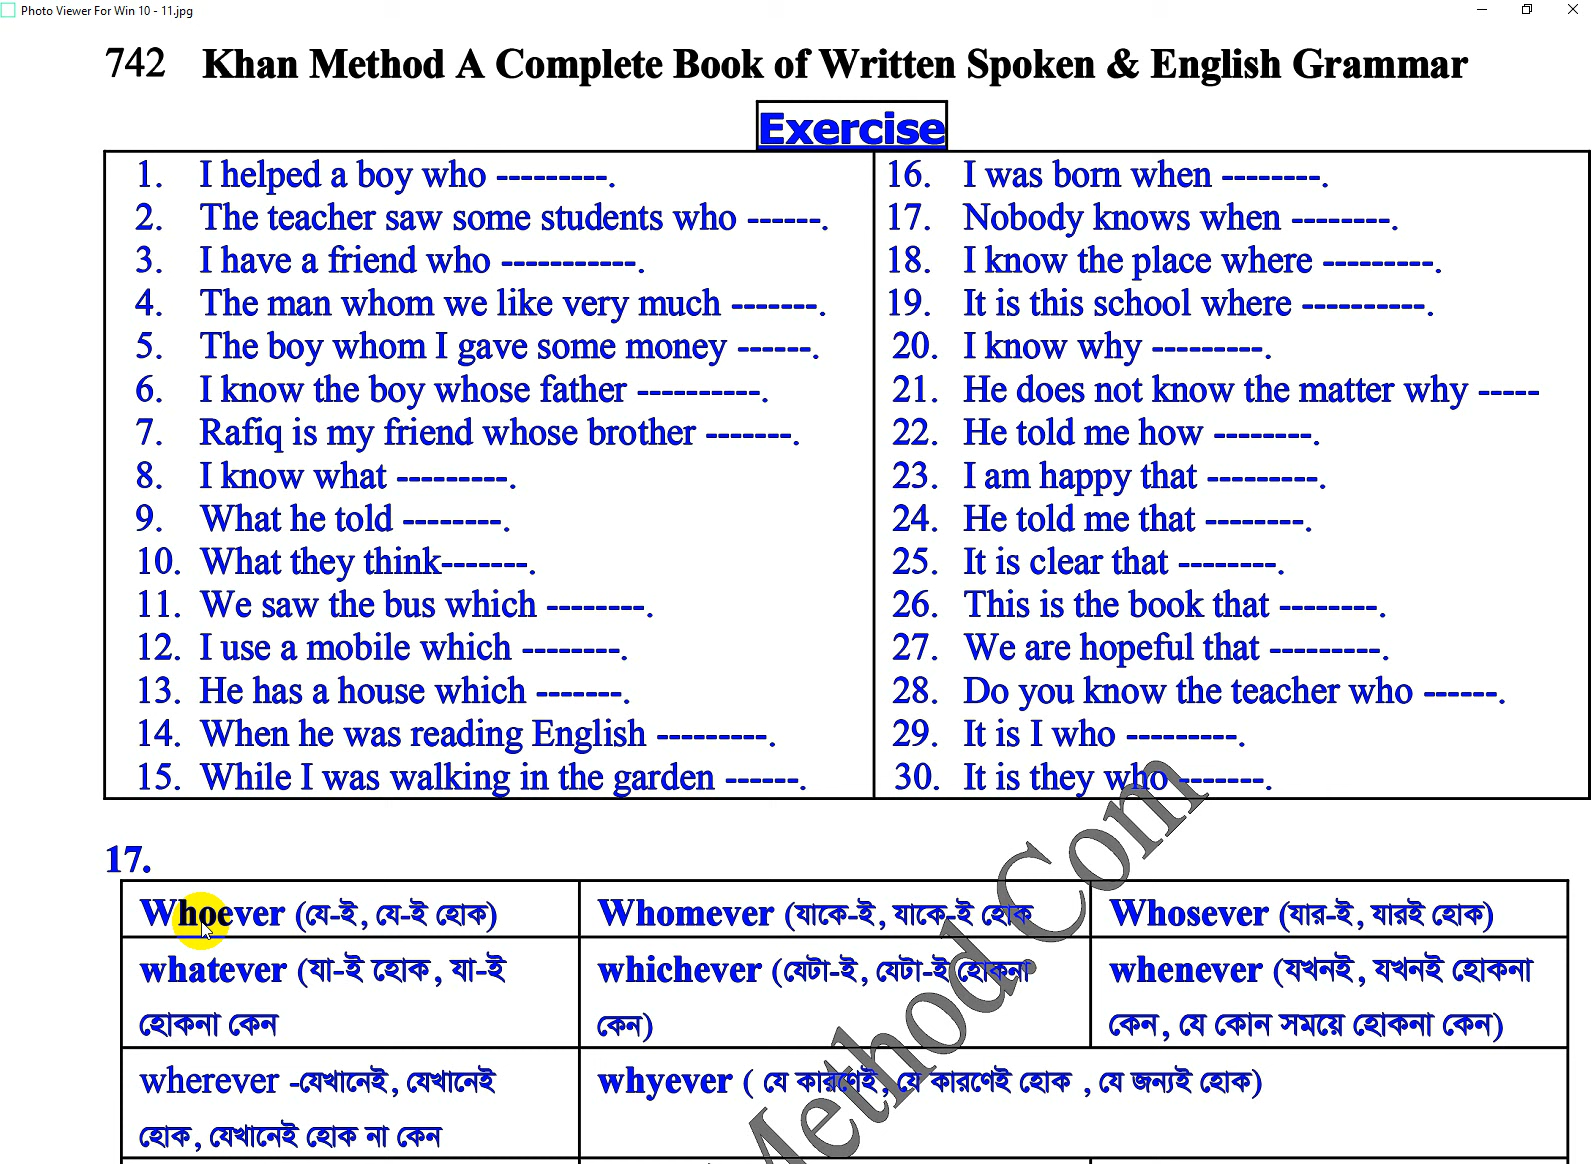 Photo Viewer For Win 10 - 11.jpg
742 Khan Method A Complete Book of Written Spoken & English Grammar
Exercise
1. I helped a boy who ---------.
2. The teacher saw some students who ------.
3. I have a friend who -----------.
4. The man whom we like very much -------.
5. The boy whom I gave some money ------.
6. I know the boy whose father ----------.
7. Rafiq is my friend whose brother -------.
8. I know what ---------.
9. What he told --------.
10. What they think-------.
11. We saw the bus which --------.
12. I use a mobile which --------.
13. He has a house which -------.
14. When he was reading English ---------.
15. While I was walking in the garden ------.
16. I was born when --------.
17. Nobody knows when --------.
18. I know the place where ---------.
19. It is this school where ----------.
20. I know why ---------.
21. He does not know the matter why -----
22. He told me how --------.
23. I am happy that ---------.
24. He told me that --------.
25. It is clear that --------.
26. This is the book that --------.
27. We are hopeful that ---------.
28. Do you know the teacher who ------.
29. It is I who ---------.
30. It is they who -------.
17.
Whoever (যে-ই, যে-ই হোক)
Whomever (যাকে-ই, যাকে-ই হোক
Whosever (যার-ই, যারই হোক)
whatever (যা-ই হোক, যা-ই
হোকনা কেন
whichever (যেটা-ই, যেটা-ই হোকনা
কেন)
whenever (যখনই, যখনই হোকনা
কেন, যে কোন সময়ে হোকনা কেন)
wherever -যেখানেই, যেখানেই
হোক, যেখানেই হোক না কেন
whyever ( যে কারণেই, যে কারণেই হোক , যে জন্যই হোক)
Method.Com